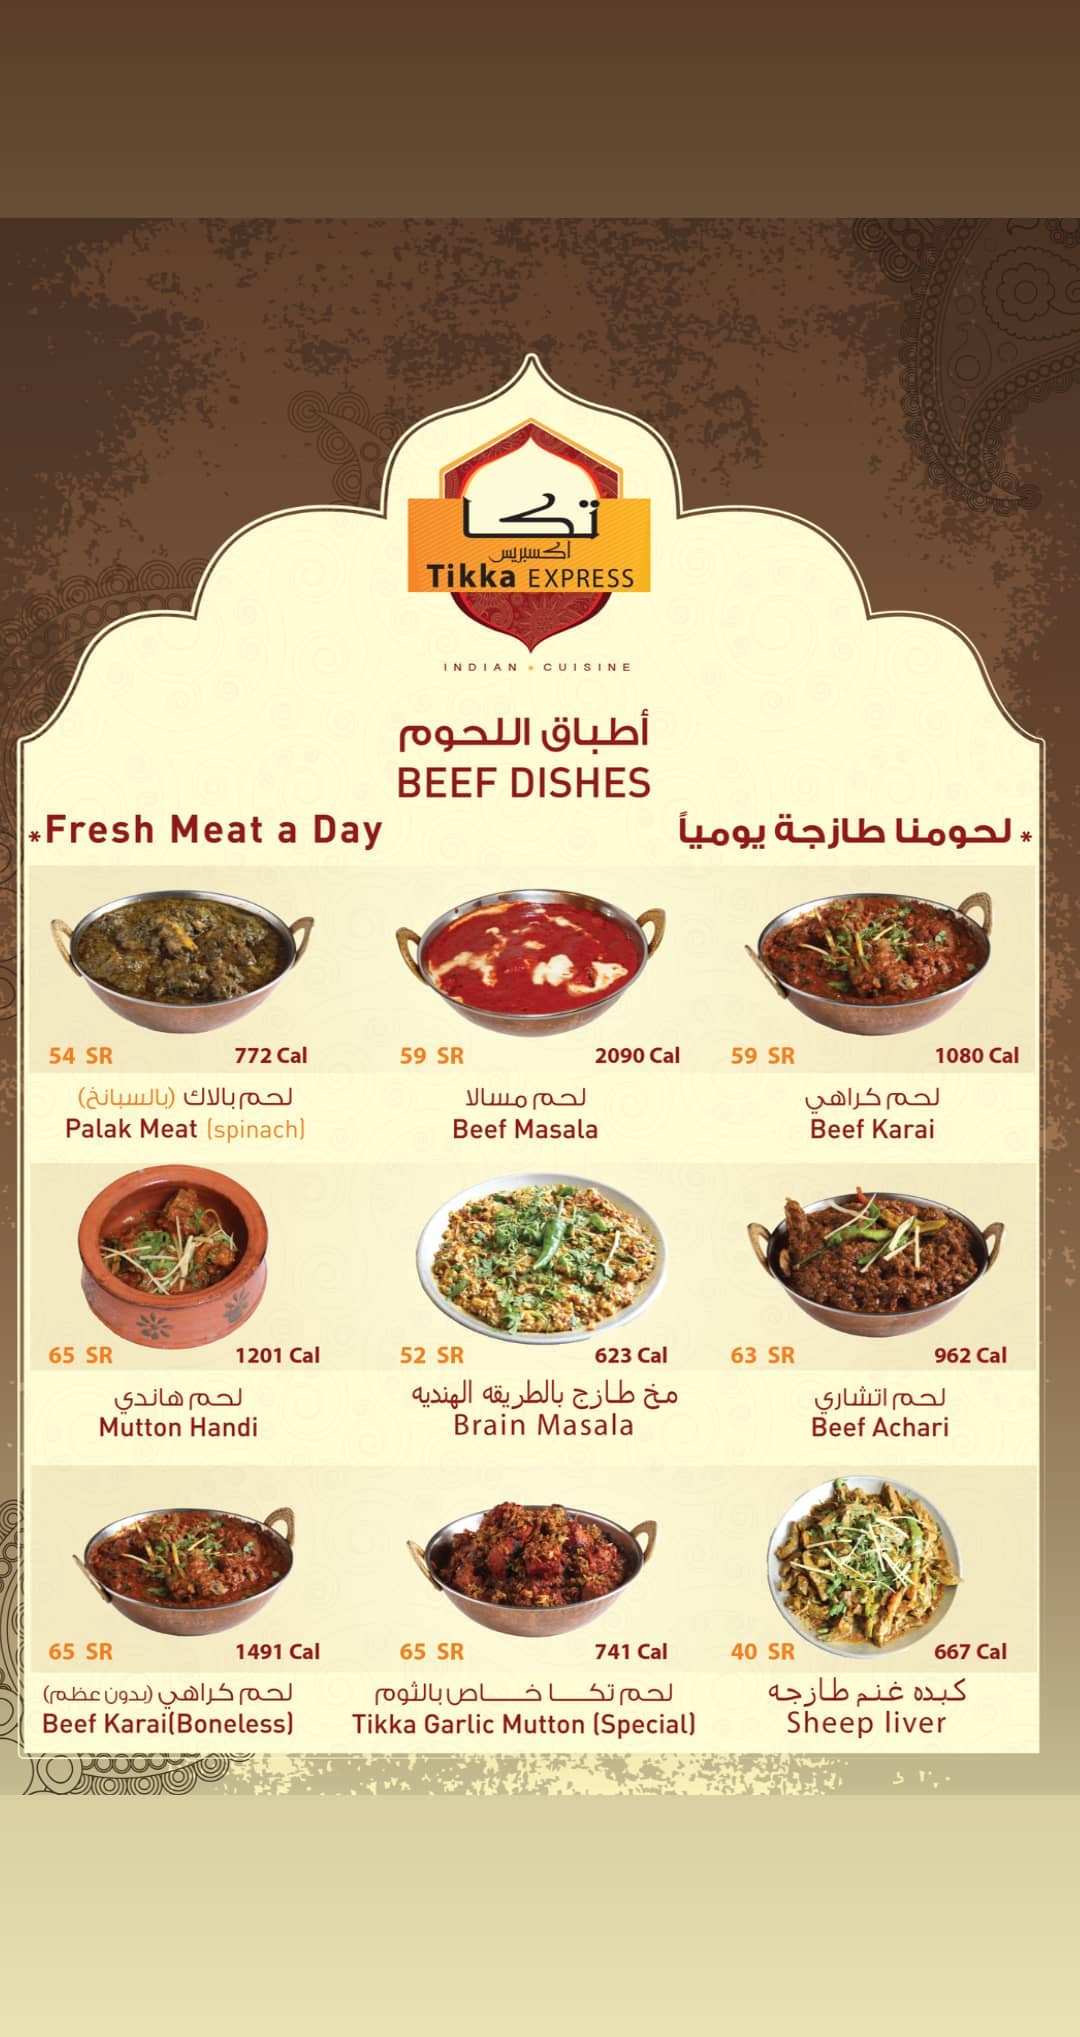 تكا
اكسبريس
Tikka EXPRESS
INDIAN CUISINE
أطباق اللحوم
BEEF DISHES
*Fresh Meat a Day
* لحومنا طازجة يومياً
54 SR 772 Cal
لحم بالاك (بالسبانخ)
Palak Meat (spinach)
59 SR 2090 Cal
لحم مسالا
Beef Masala
59 SR 1080 Cal
لحم كراهي
Beef Karai
65 SR 1201 Cal
لحم هاندي
Mutton Handi
52 SR 623 Cal
مخ طازج بالطريقه الهنديه
Brain Masala
63 SR 962 Cal
لحم اتشاري
Beef Achari
65 SR 1491 Cal
لحم كراهي (بدون عظم)
Beef Karai(Boneless)
65 SR 741 Cal
لحم تكـــا خـــاص بالثوم
Tikka Garlic Mutton (Special)
40 SR 667 Cal
كبده غنم طازجه
Sheep liver